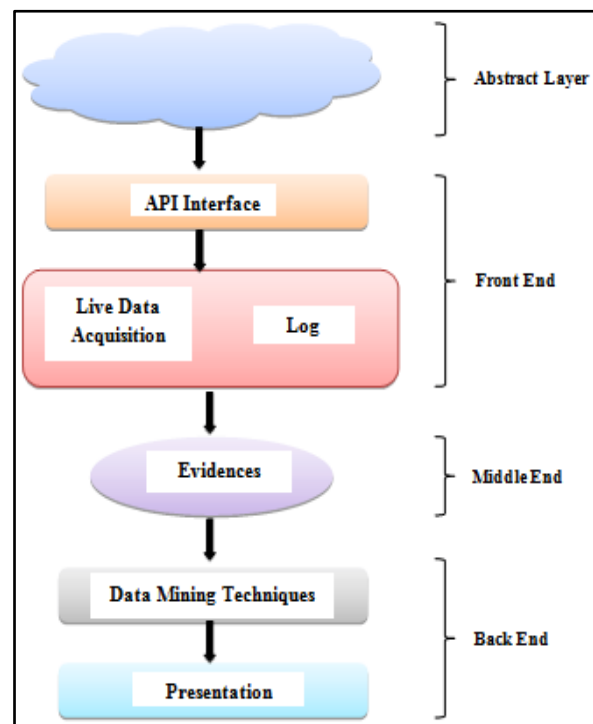 Abstract Layer
API Interface
Front End
Live Data
Acquisition
Log
Evidences
Middle End
Data Mining Techniques
Back End
Presentation